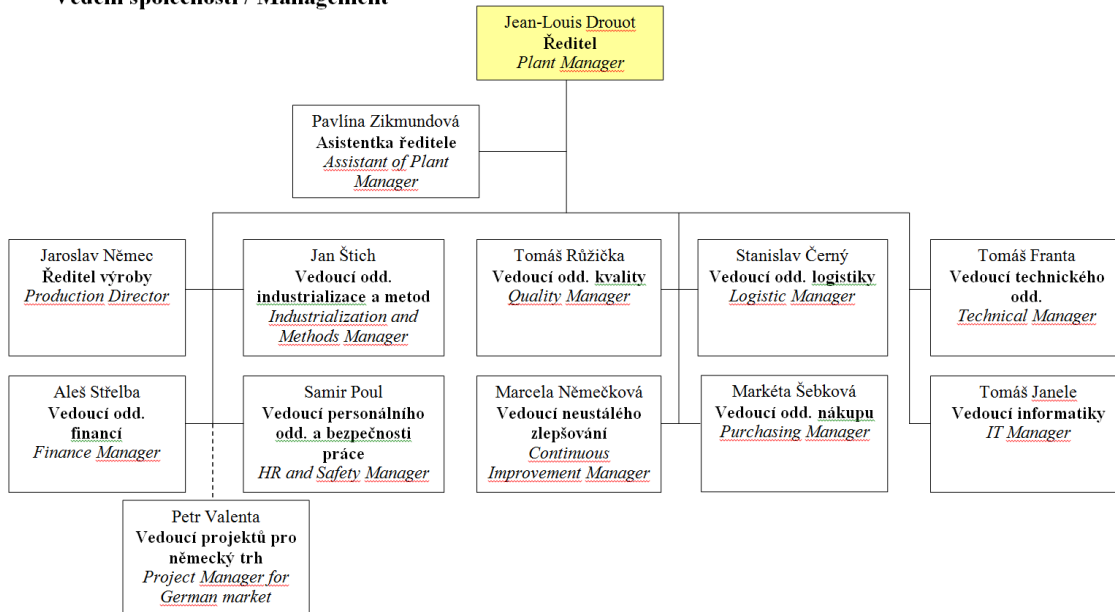 Vedení společnosti / Management
Jean-Louis Drouot
Ředitel
Plant Manager
Pavlína Zikmundová
Asistentka ředitele
Assistant of Plant
Manager
Jaroslav Němec
Ředitel výroby
Production Director
Jan Štich
Vedoucí odd.
industrializace a metod
Industrialization and
Methods Manager
Tomáš Růžička
Vedoucí odd. kvality
Quality Manager
Stanislav Černý
Vedoucí odd. logistiky
Logistic Manager
Tomáš Franta
Vedoucí technického
odd.
Technical Manager
Aleš Střelba
Vedoucí odd.
financí
Finance Manager
Samir Poul
Vedoucí personálního
odd. a bezpečnosti
práce
HR and Safety Manager
Marcela Němečková
Vedoucí neustálého
zlepšování
Continuous
Improvement Manager
Markéta Šebková
Vedoucí odd. nákupu
Purchasing Manager
Tomáš Janele
Vedoucí informatiky
IT Manager
Petr Valenta
Vedoucí projektů pro
německý trh
Project Manager for
German market